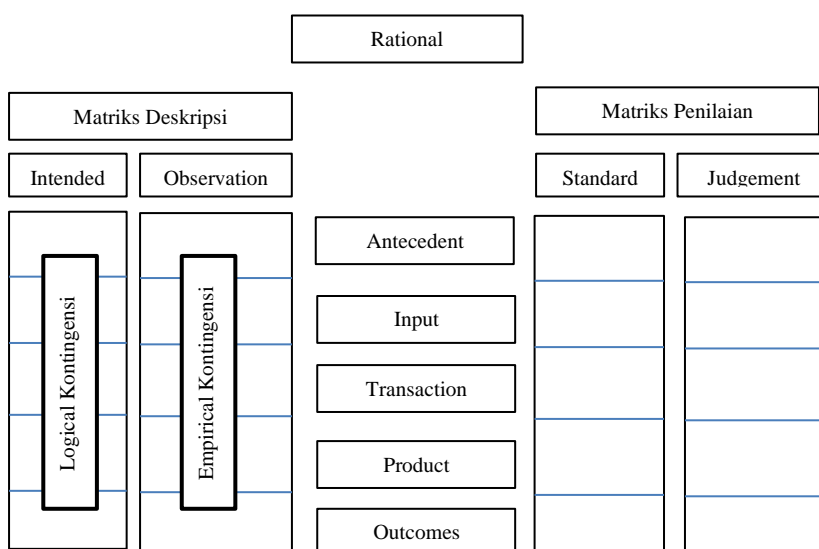 Rational
Matriks Deskripsi
Matriks Penilaian
Intended
Observation
Standard
Judgement
Antecedent
Input
Transaction
Product
Outcomes
Logical Kontingensi
Empirical Kontingensi